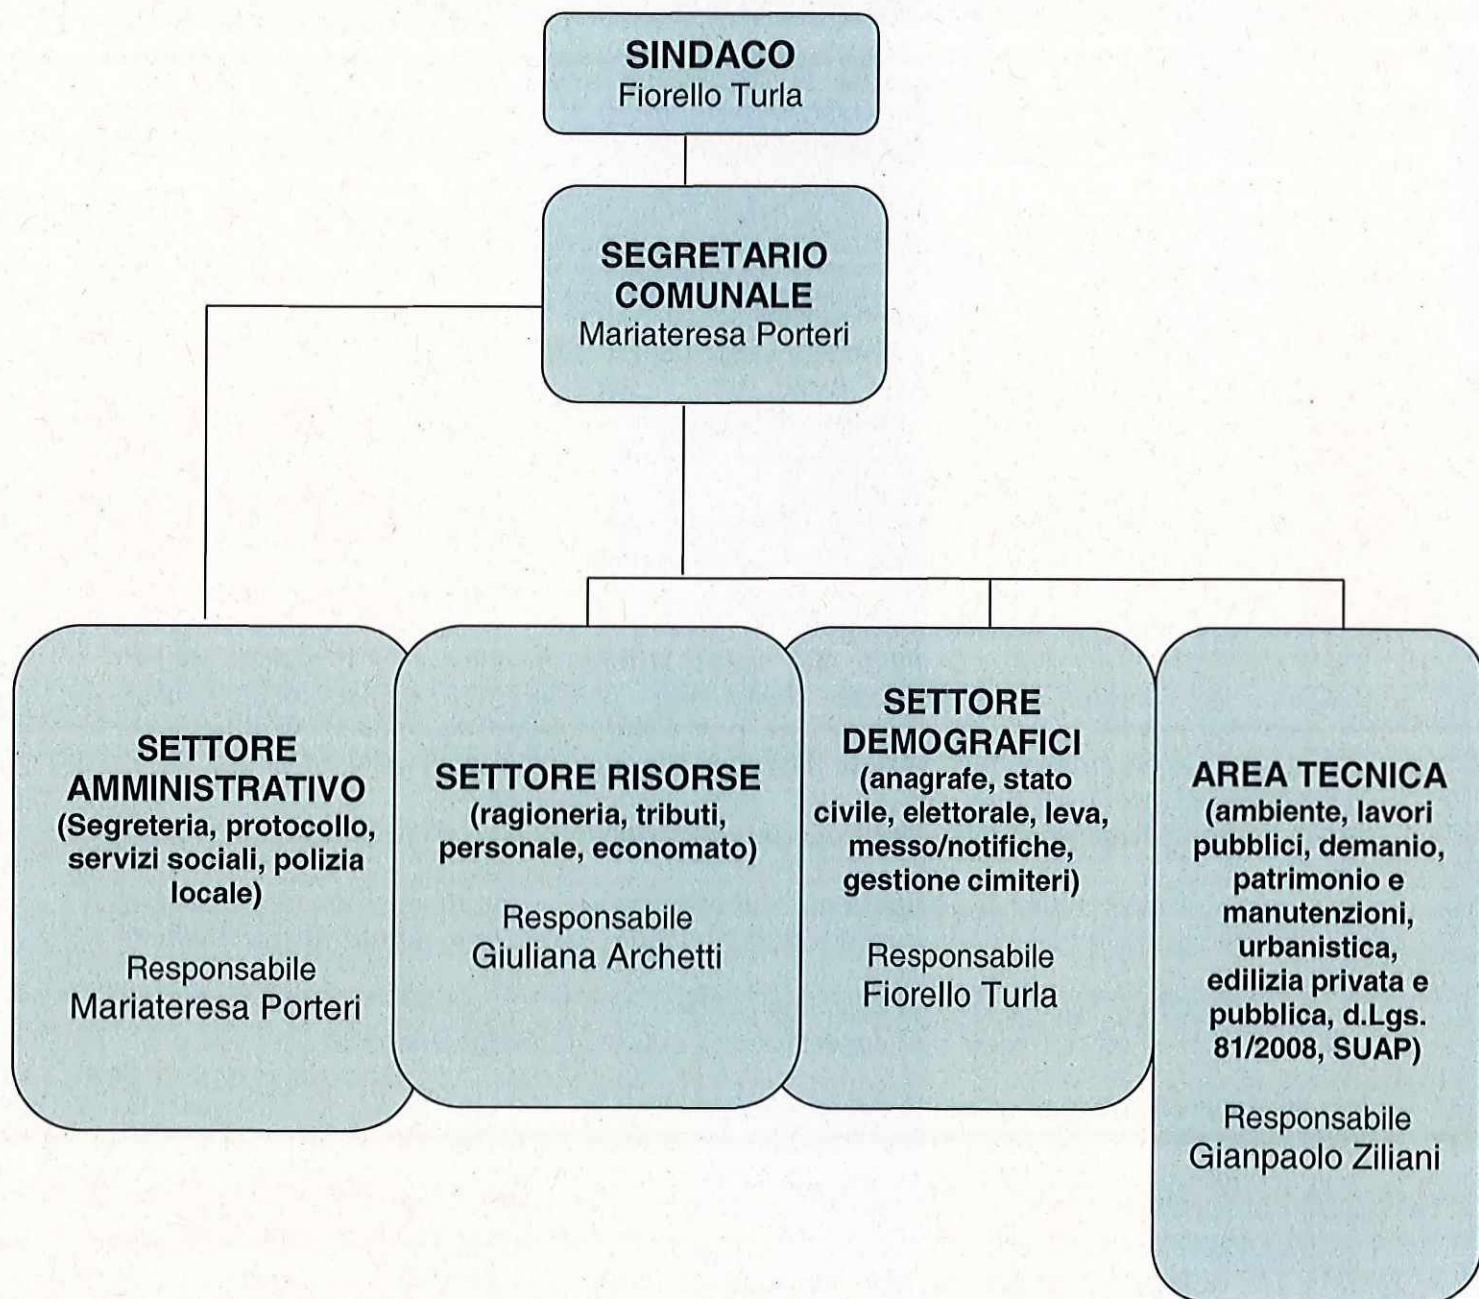 SINDACO
Fiorello Turla
SEGRETARIO
COMUNALE
Mariateresa Porteri
SETTORE
AMMINISTRATIVO
(Segreteria, protocollo,
servizi sociali, polizia
locale)
Responsabile
Mariateresa Porteri
SETTORE RISORSE
(ragioneria, tributi,
personale, economato)
Responsabile
Giuliana Archetti
SETTORE
DEMOGRAFICI
(anagrafe, stato
civile, elettorale, leva,
messo/notifiche,
gestione cimiteri)
Responsabile
Fiorello Turla
AREA TECNICA
(ambiente, lavori
pubblici, demanio,
patrimonio e
manutenzioni,
urbanistica,
edilizia privata e
pubblica, d.Lgs.
81/2008, SUAP)
Responsabile
Gianpaolo Ziliani